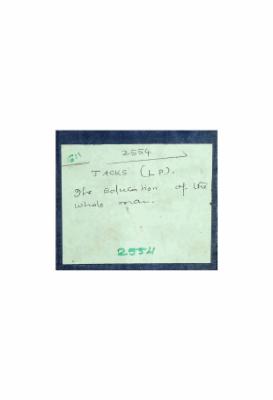 2554
JACKS (L P).
The education of the
whole man.
2554